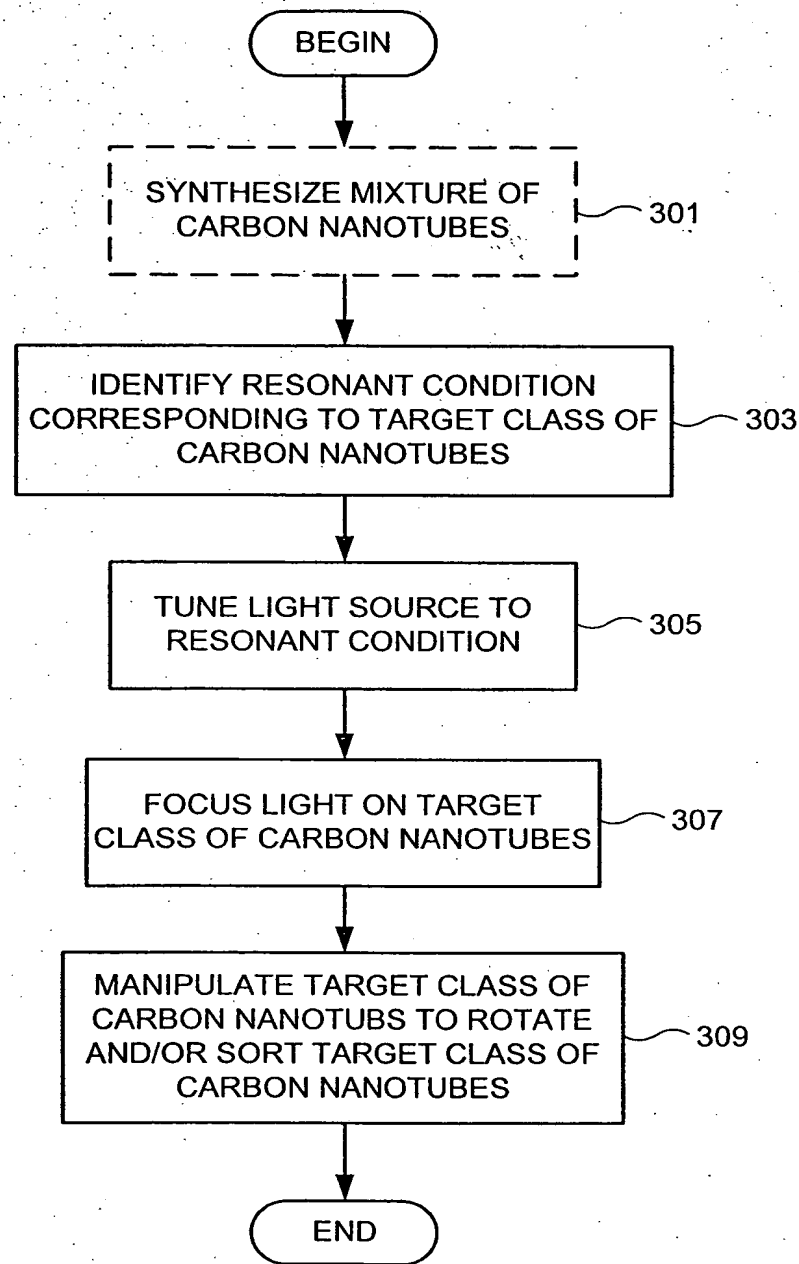 BEGIN
SYNTHESIZE MIXTURE OF
CARBON NANOTUBES
301
IDENTIFY RESONANT CONDITION
CORRESPONDING TO TARGET CLASS OF
CARBON NANOTUBES
303
TUNE LIGHT SOURCE TO
RESONANT CONDITION
305
FOCUS LIGHT ON TARGET
CLASS OF CARBON NANOTUBES
307
MANIPULATE TARGET CLASS OF
CARBON NANOTUBS TO ROTATE
AND/OR SORT TARGET CLASS OF
CARBON NANOTUBES
309
END